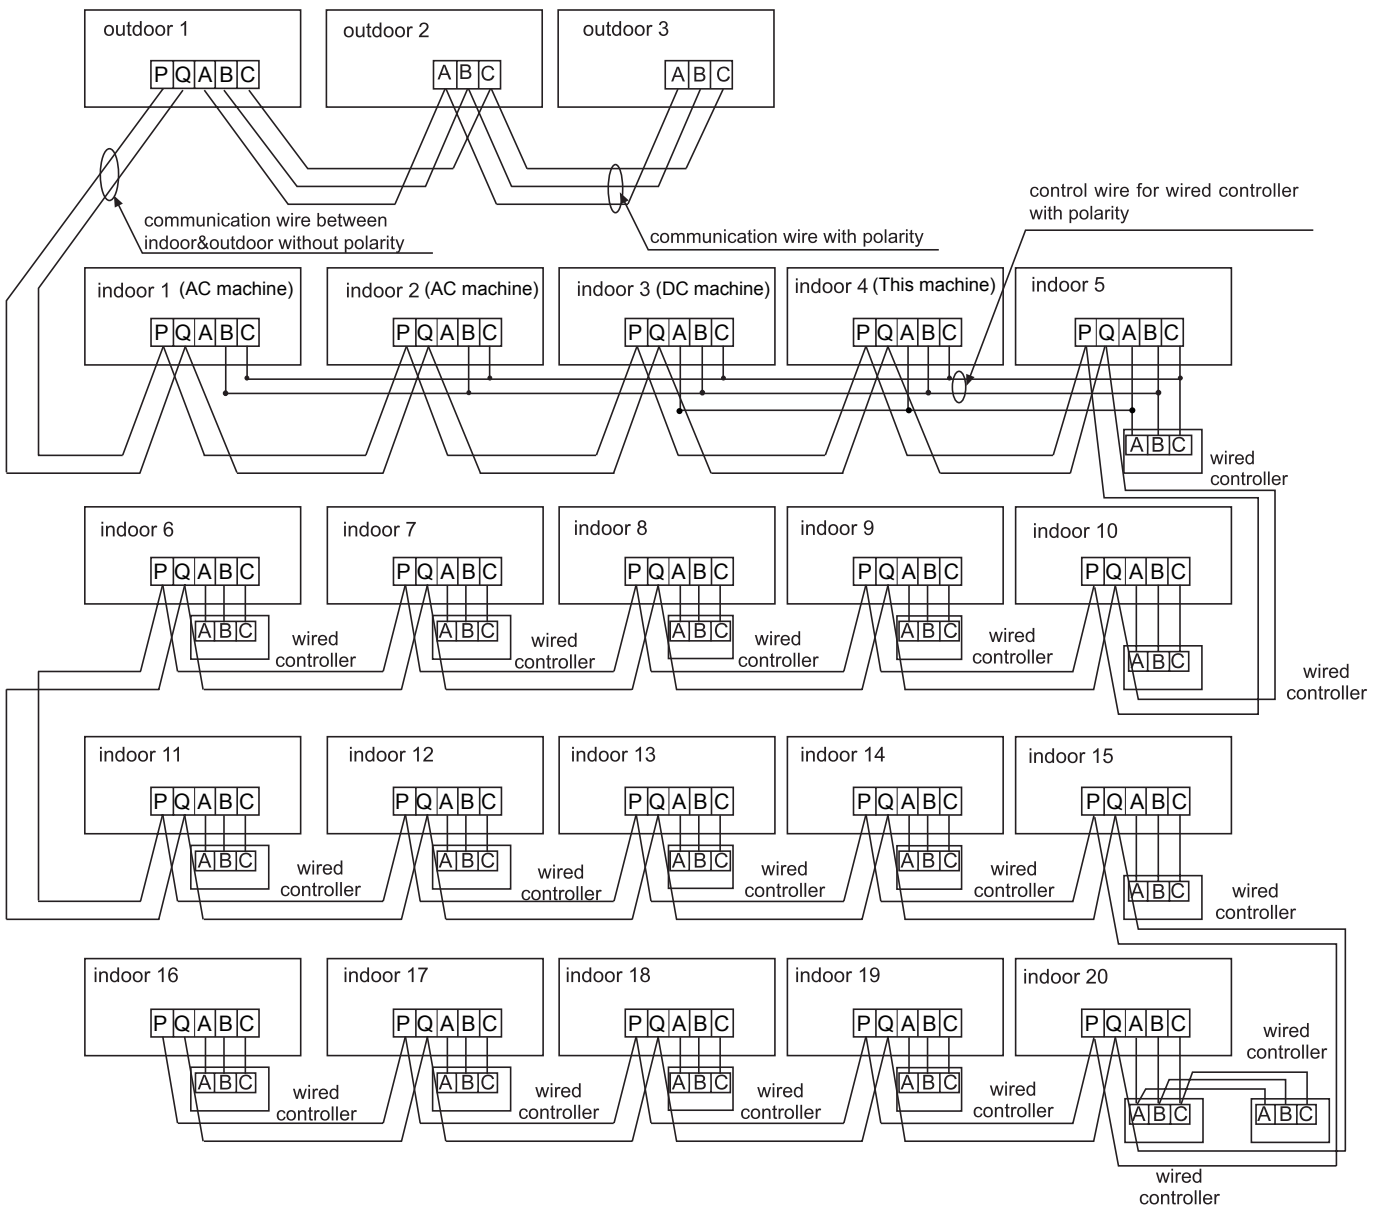 outdoor 1
outdoor 2
outdoor 3
P Q A B C
A B C
A B C
communication wire between
indoor&outdoor without polarity
communication wire with polarity
control wire for wired controller
with polarity
indoor 1 (AC machine)
indoor 2 (AC machine)
indoor 3 (DC machine)
indoor 4 (This machine)
indoor 5
P Q A B C
P Q A B C
P Q A B C
P Q A B C
P Q A B C
A B C
wired
controller
indoor 6
indoor 7
indoor 8
indoor 9
indoor 10
P Q A B C
P Q A B C
P Q A B C
P Q A B C
P Q A B C
A B C
wired
controller
A B C
wired
controller
A B C
wired
controller
A B C
wired
controller
A B C
wired
controller
indoor 11
indoor 12
indoor 13
indoor 14
indoor 15
P Q A B C
P Q A B C
P Q A B C
P Q A B C
P Q A B C
A B C
wired
controller
A B C
wired
controller
A B C
wired
controller
A B C
wired
controller
A B C
wired
controller
indoor 16
indoor 17
indoor 18
indoor 19
indoor 20
P Q A B C
P Q A B C
P Q A B C
P Q A B C
P Q A B C
A B C
wired
controller
A B C
wired
controller
A B C
wired
controller
A B C
wired
controller
A B C
wired
controller
A B C
wired
controller